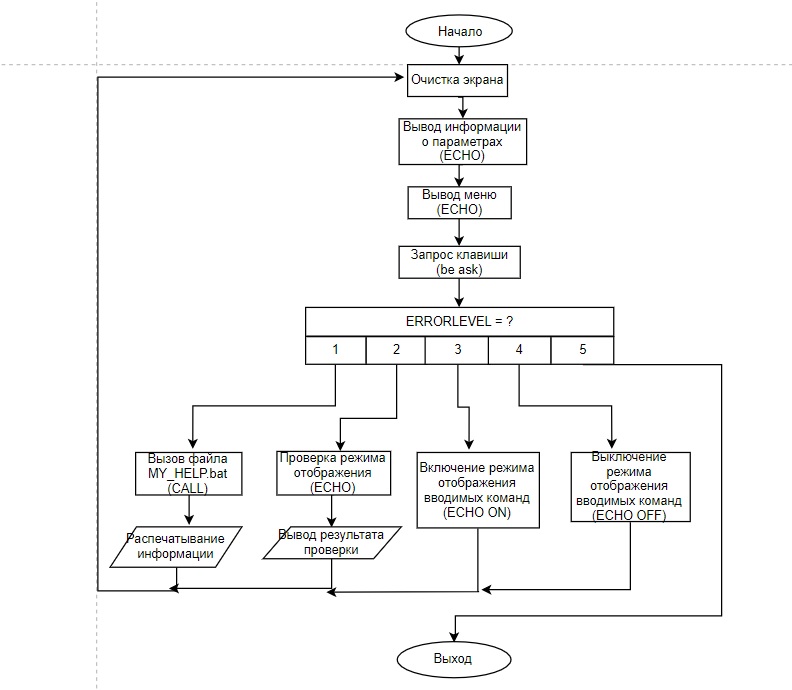 Начало
Очистка экрана
Вывод информации
о параметрах
(ECHO)
Вывод меню
(ECHO)
Запрос клавиши
(be ask)
ERRORLEVEL = ?
1
2
3
4
5
Вызов файла
MY_HELP.bat
(CALL)
Проверка режима
отображения
(ECHO)
Включение режима
отображения
вводимых команд
(ECHO ON)
Выключение
режима
отображения
вводимых команд
(ECHO OFF)
Распечатывание
информации
Вывод результата
проверки
Выход